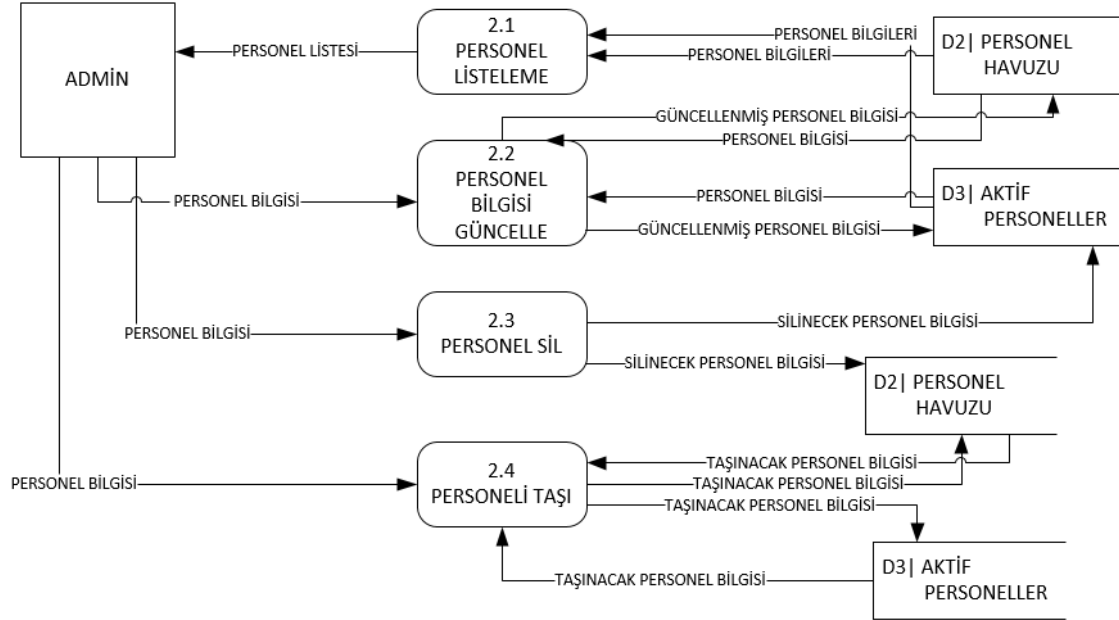 2.1
PERSONEL
LİSTELEME
PERSONEL LİSTESİ
PERSONEL BİLGİLERİ
PERSONEL BİLGİLERİ
D2| PERSONEL
HAVUZU
ADMİN
GÜNCELLENMİŞ PERSONEL BİLGİSİ
PERSONEL BİLGİSİ
2.2
PERSONEL
BİLGİSİ
GÜNCELLE
PERSONEL BİLGİSİ
PERSONEL BİLGİSİ
GÜNCELLENMİŞ PERSONEL BİLGİSİ
D3| AKTİF
PERSONELLER
2.3
PERSONEL SİL
PERSONEL BİLGİSİ
SİLİNECEK PERSONEL BİLGİSİ
SİLİNECEK PERSONEL BİLGİSİ
D2| PERSONEL
HAVUZU
2.4
PERSONELİ TAŞI
PERSONEL BİLGİSİ
TAŞINACAK PERSONEL BİLGİSİ
TAŞINACAK PERSONEL BİLGİSİ
TAŞINACAK PERSONEL BİLGİSİ
TAŞINACAK PERSONEL BİLGİSİ
D3| AKTİF
PERSONELLER